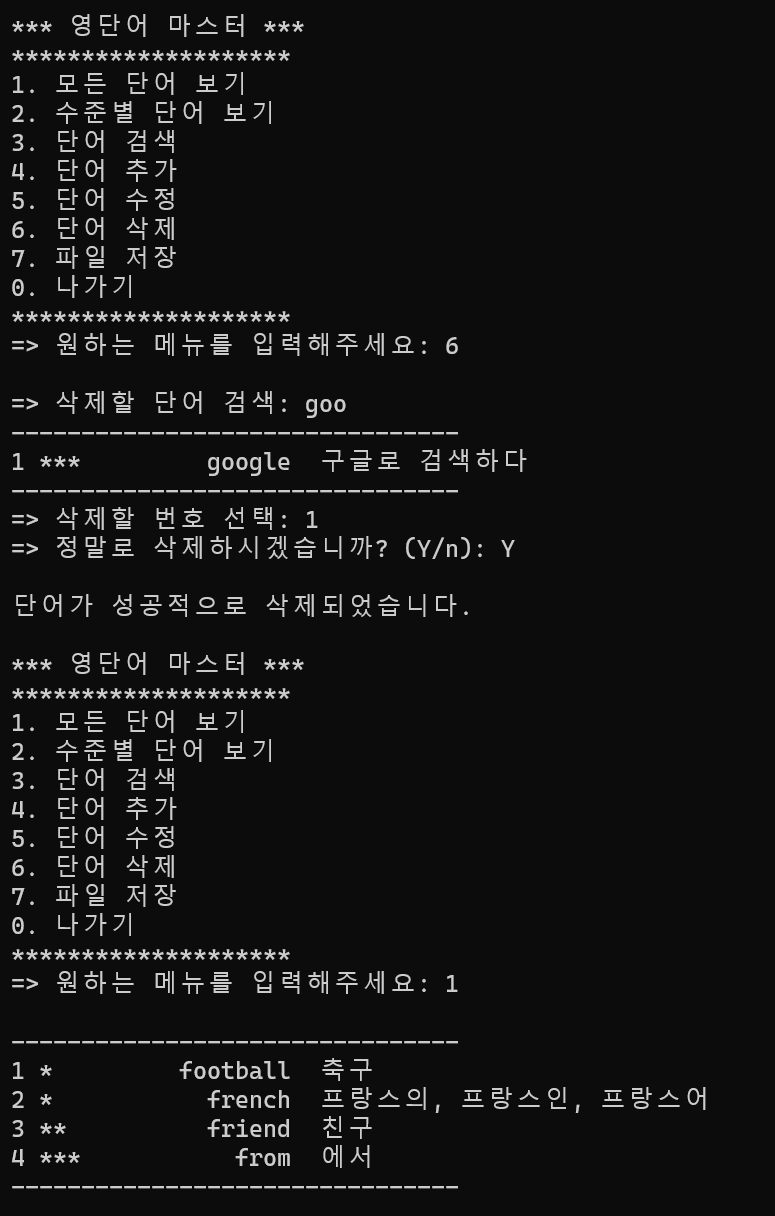 *** 영단어 마스터 ***
********************
1. 모든 단어 보기
2. 수준별 단어 보기
3. 단어 검색
4. 단어 추가
5. 단어 수정
6. 단어 삭제
7. 파일 저장
0. 나가기
********************
=> 원하는 메뉴를 입력해주세요: 6
=> 삭제할 단어 검색: goo
--------------------------------
1 *** google 구글로 검색하다
--------------------------------
=> 삭제할 번호 선택: 1
=> 정말로 삭제하시겠습니까? (Y/n): Y
단어가 성공적으로 삭제되었습니다.
*** 영단어 마스터 ***
********************
1. 모든 단어 보기
2. 수준별 단어 보기
3. 단어 검색
4. 단어 추가
5. 단어 수정
6. 단어 삭제
7. 파일 저장
0. 나가기
********************
=> 원하는 메뉴를 입력해주세요: 1
--------------------------------
1 * football 축구
2 * french 프랑스의, 프랑스인, 프랑스어
3 ** friend 친구
4 *** from 에서
--------------------------------